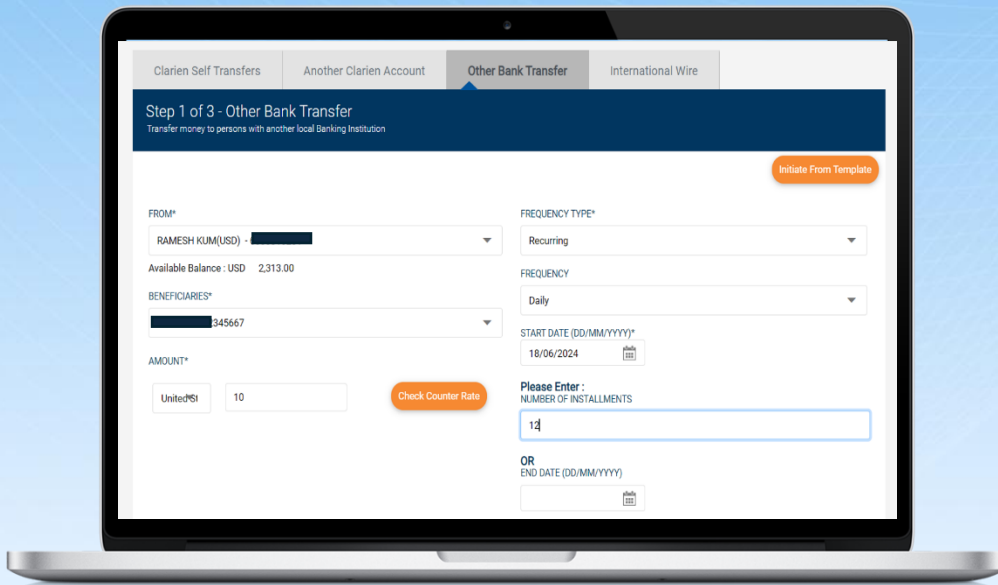 Clarien Self Transfers
Another Clarien Account
Other Bank Transfer
International Wire
Step 1 of 3 - Other Bank Transfer
Transfer money to persons with another local Banking Institution
Initiate From Template
FROM*
RAMESH KUM(USD) -
Available Balance : USD 2,313.00
BENEFICIARIES*
345667
AMOUNT*
10
Check Counter Rate
FREQUENCY TYPE*
Recurring
FREQUENCY
Daily
START DATE (DD/MM/YYYY)*
18/06/2024
Please Enter :
NUMBER OF INSTALLMENTS
12
OR
END DATE (DD/MM/YYYY)